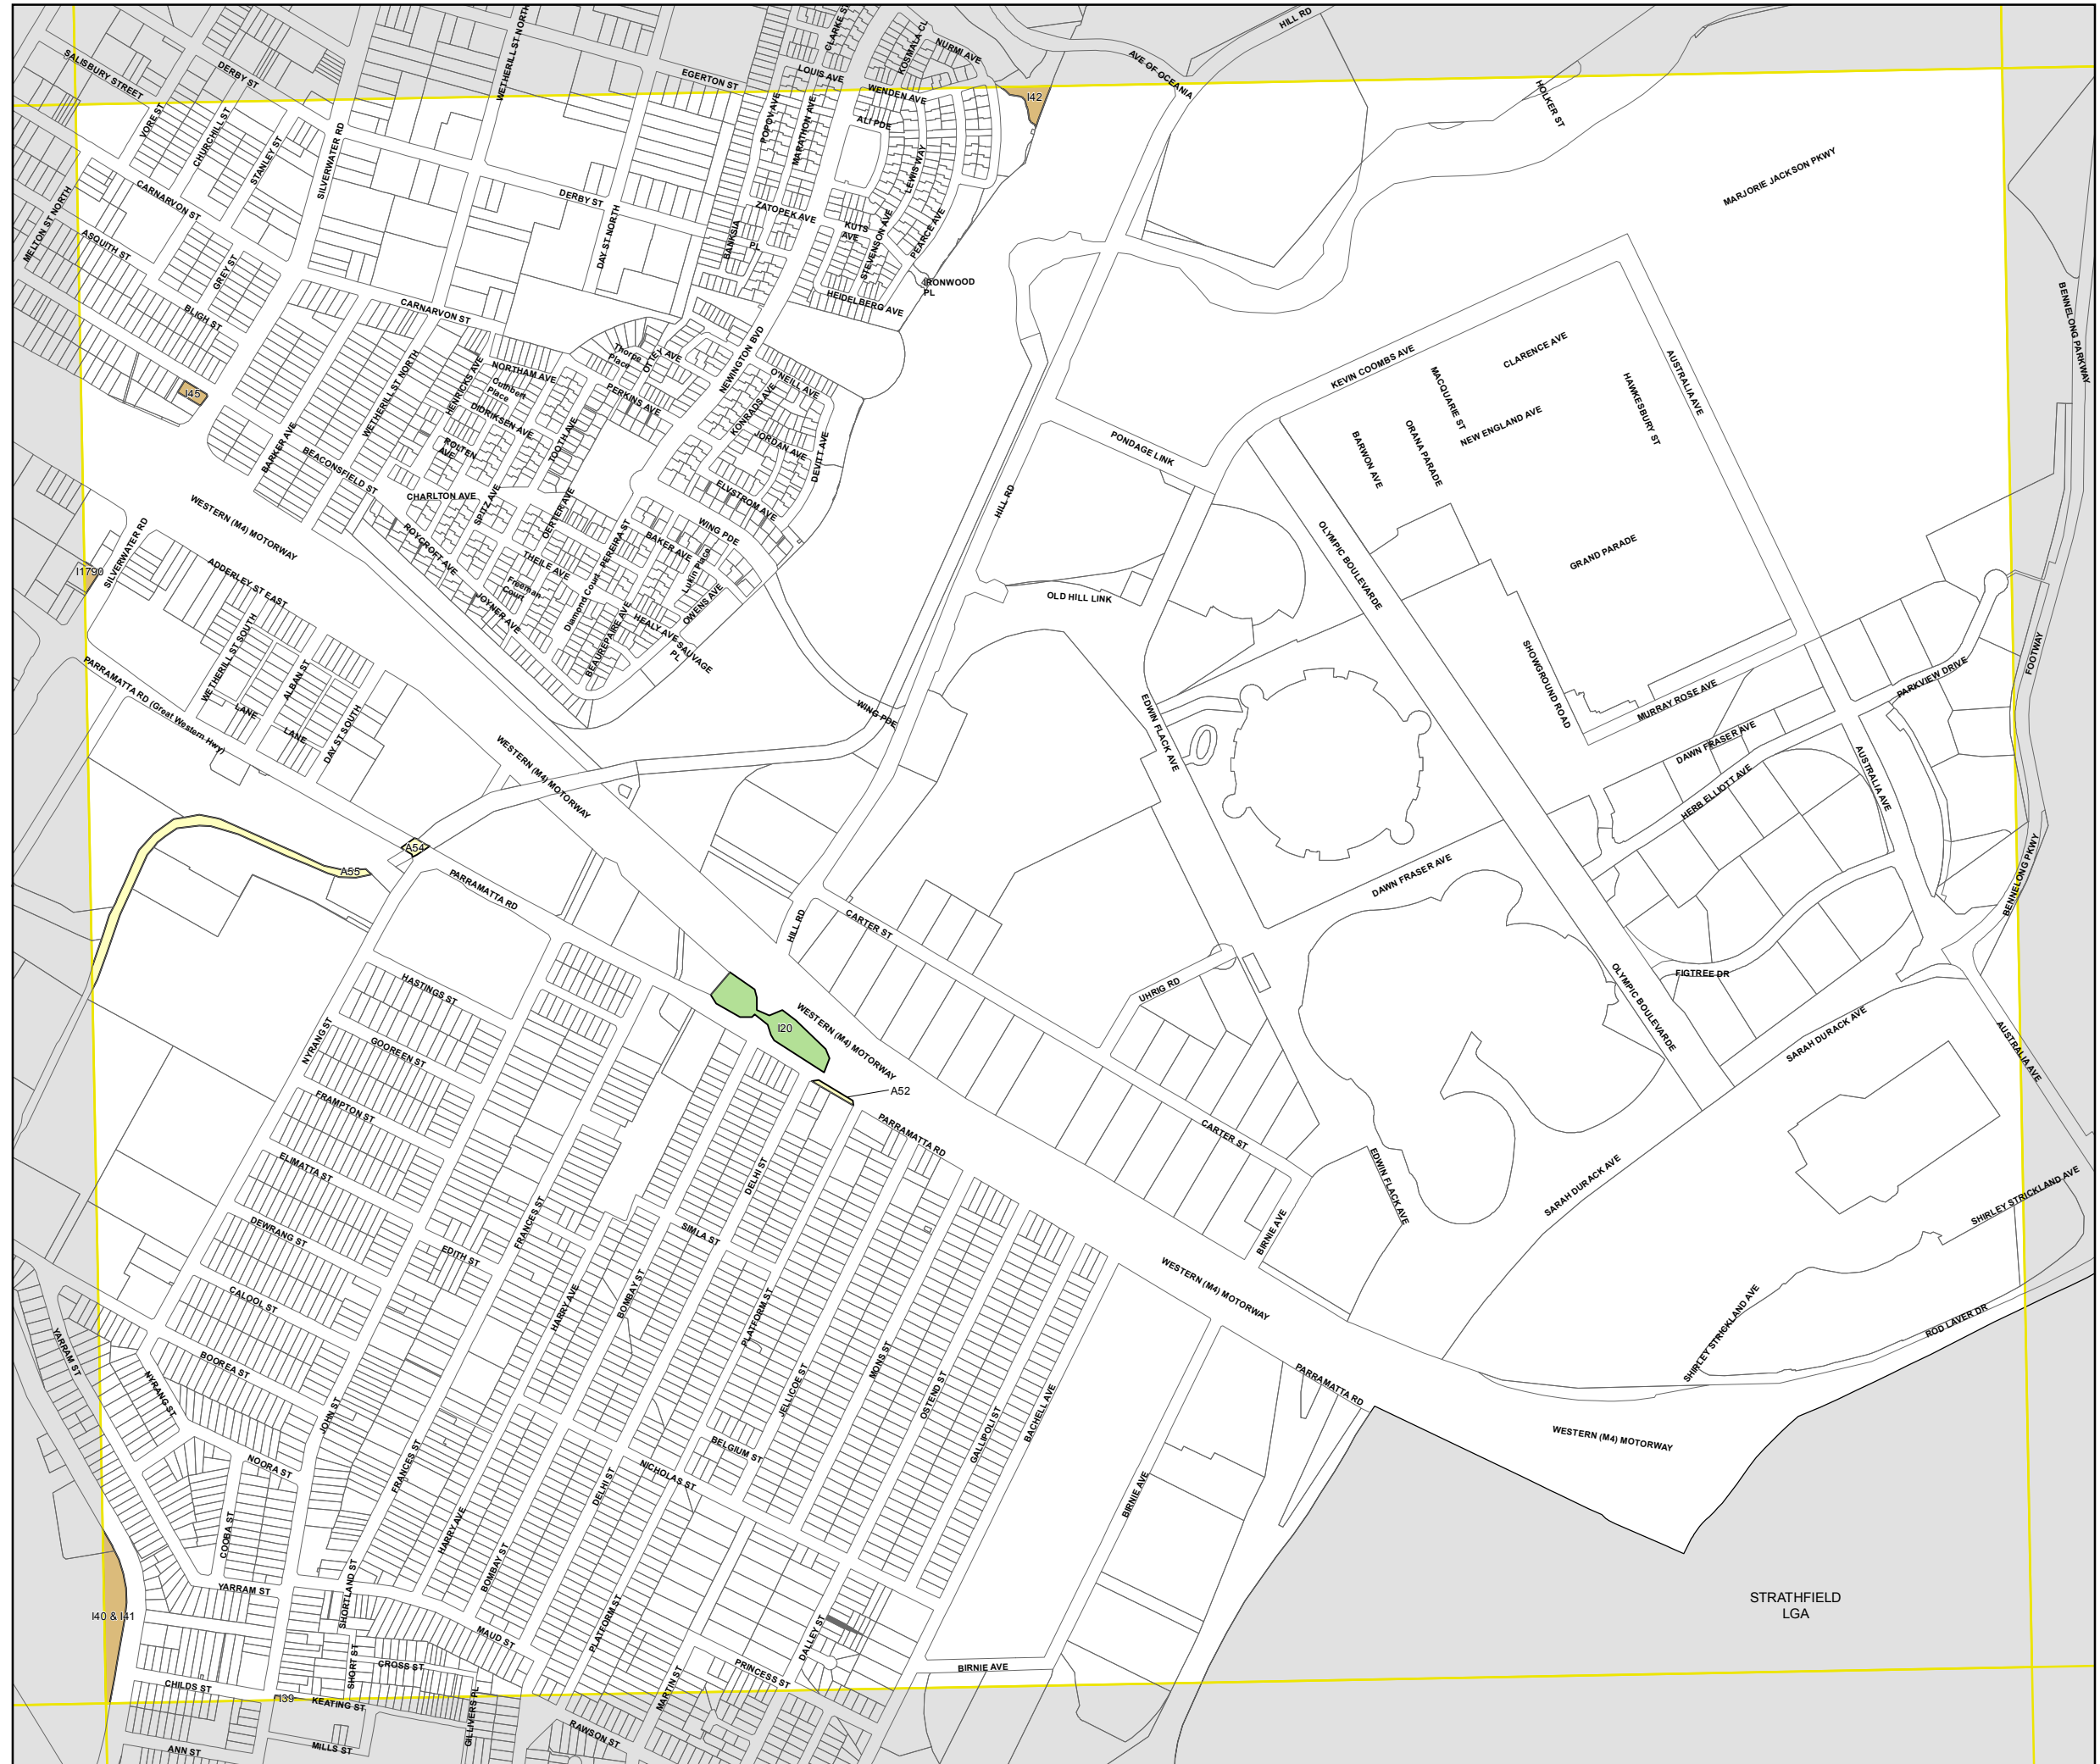 HILL RD
CLARKE S
KOSMALA CL
NURMI AVE
WETHERILL ST NORTH
AVE OF OCEANIA
SALISBURY STREET
DERBY ST
EGERTON ST
LOUIS AVE
WENDEN AVE
I42
HOLKER ST
VORE ST
CHURCHILL ST
STANLEY ST
SILVERWATER RD
POPOV AVE
MARATHON AVE
ALI PDE
LEWIS WAY
MARJORIE JACKSON PKWY
MELTON ST NORTH
CARNARVON ST
DERBY ST
DAY ST NORTH
ZATOPEK AVE
KUTS
AVE
STEVENSON AVE
PEARCE AVE
BANKSIA
PL
ASQUITH ST
GREY ST
BLIGH ST
CARNARVON ST
IRONWOOD
PL
HEIDELBERG AVE
BENNELONG PARKWAY
NEWINGTON BVD
Thorpe
Place
OTTEY AVE
NORTHAM AVE
HENRICKS AVE
Cuthbert
Place
PERKINS AVE
O'NEILL AVE
KONRADS AVE
KEVIN COOMBS AVE
CLARENCE AVE
MACQUARIE ST
HAWKESBURY ST
AUSTRALIA AVE
I45
WETHERILL ST NORTH
DIDRIKSEN AVE
ROLTEN
AVE
TOOTH AVE
JORDAN AVE
DEVITT AVE
PONDAGE LINK
BARWON AVE
ORANA PARADE
NEW ENGLAND AVE
BARKER AVE
BEACONSFIELD ST
CHARLTON AVE
SPITZ AVE
OERTER AVE
ELVSTROM AVE
HILL RD
WESTERN (M4) MOTORWAY
ROYCROFT AVE
PEREIRA ST
WING PDE
BAKER AVE
OLYMPIC BOULEVARDE
GRAND PARADE
I1790
SILVERWATER RD
ADDERLEY ST EAST
THEILE AVE
Freeman
Court
Diamond Court
Lukin Place
OWENS AVE
JOYNER AVE
BEAUREPAIRE AVE
HEALY AVE
SAUVAGE
PL
OLD HILL LINK
WETHERILL ST SOUTH
ALBAN ST
LANE
LANE
DAY ST SOUTH
PARRAMATTA RD (Great Western Hwy)
WING PDE
EDWIN FLACK AVE
SHOWGROUND ROAD
MURRAY ROSE AVE
PARKVIEW DRIVE
FOOTWAY
DAWN FRASER AVE
HERB ELLIOTT AVE
AUSTRALIA AVE
WESTERN (M4) MOTORWAY
A54
A55
PARRAMATTA RD
DAWN FRASER AVE
BENNELONG PKWY
HILL RD
CARTER ST
HASTINGS ST
UHRIG RD
OLYMPIC BOULEVARDE
FIGTREE DR
SARAH DURACK AVE
AUSTRALIA AVE
NYRANG ST
GOOREEN ST
I20
WESTERN (M4) MOTORWAY
A52
FRAMPTON ST
PARRAMATTA RD
CARTER ST
ELIMATTA ST
DELHI ST
EDWIN FLACK AVE
SARAH DURACK AVE
SHIRLEY STRICKLAND AVE
DEWRANG ST
FRANCES ST
EDITH ST
SIMLA ST
BIRNIE AVE
CALOOL ST
HARRY AVE
BOMBAY ST
PLATFORM ST
WESTERN (M4) MOTORWAY
SHIRLEY STRICKLAND AVE
ROD LAVER DR
YARRAM ST
BOOREA ST
NYRANG ST
JOHN ST
JELLICOE ST
MONS ST
OSTEND ST
GALLIPOLI ST
BACHELL AVE
PARRAMATTA RD
WESTERN (M4) MOTORWAY
NOORA ST
FRANCES ST
BELGIUM ST
NICHOLAS ST
DELHI ST
BIRNIE AVE
COOBA ST
HARRY AVE
BOMBAY ST
YARRAM ST
SHORTLAND ST
PLATFORM ST
I40 & I41
MAUD ST
DALLEY ST
STRATHFIELD
LGA
CROSS ST
SHORT ST
PRINCESS ST
BIRNIE AVE
CHILDS ST
I39
KEATING ST
GILLIVERS PL
MARTIN ST
RAWSON ST
ANN ST
MILLS ST